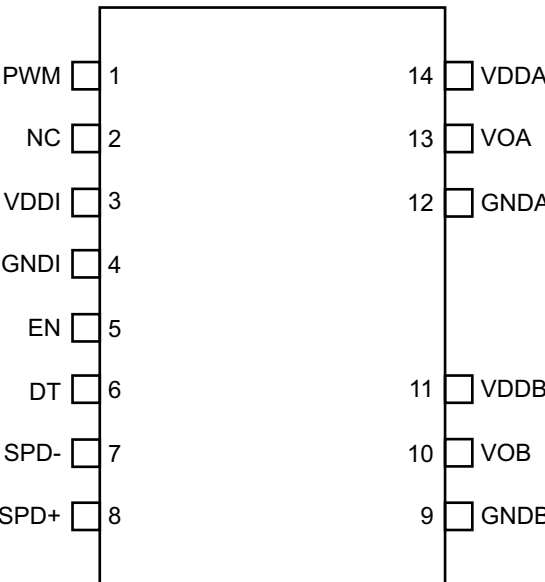 PWM 1 14 VDDA
NC 2 13 VOA
VDDI 3 12 GNDA
GNDI 4
EN 5
DT 6 11 VDDB
SPD- 7 10 VOB
SPD+ 8 9 GNDB